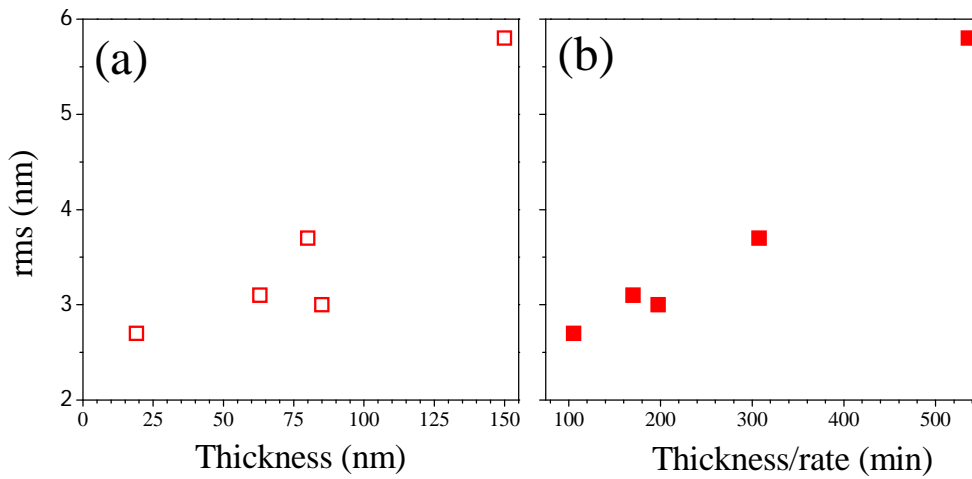 (a)
(b)
rms (nm)
6
5
4
3
2
0 25 50 75 100 125 150
100 200 300 400 500
Thickness (nm)
Thickness/rate (min)